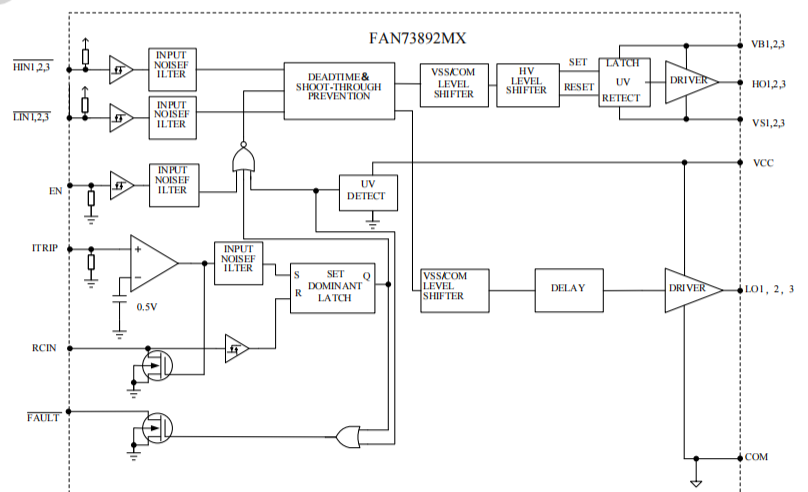 FAN73892MX
HIN1,2,3
INPUT
NOISEF
ILTER
DEADTIME&
SHOOT-THROUGH
PREVENTION
VSS/COM
LEVEL
SHIFTER
HV
LEVEL
SHIFTER
SET
RESET
LATCH
UV
RETECT
DRIVER
VB1,2,3
HO1,2,3
VS1,2,3
LIN1,2,3
INPUT
NOISEF
ILTER
EN
INPUT
NOISEF
ILTER
UV
DETECT
VCC
ITRIP
+
−
0.5V
INPUT
NOISEF
ILTER
S
R
SET
DOMINANT
LATCH
Q
VSS/COM
LEVEL
SHIFTER
DELAY
DRIVER
LO1, 2, 3
RCIN
FAULT
COM